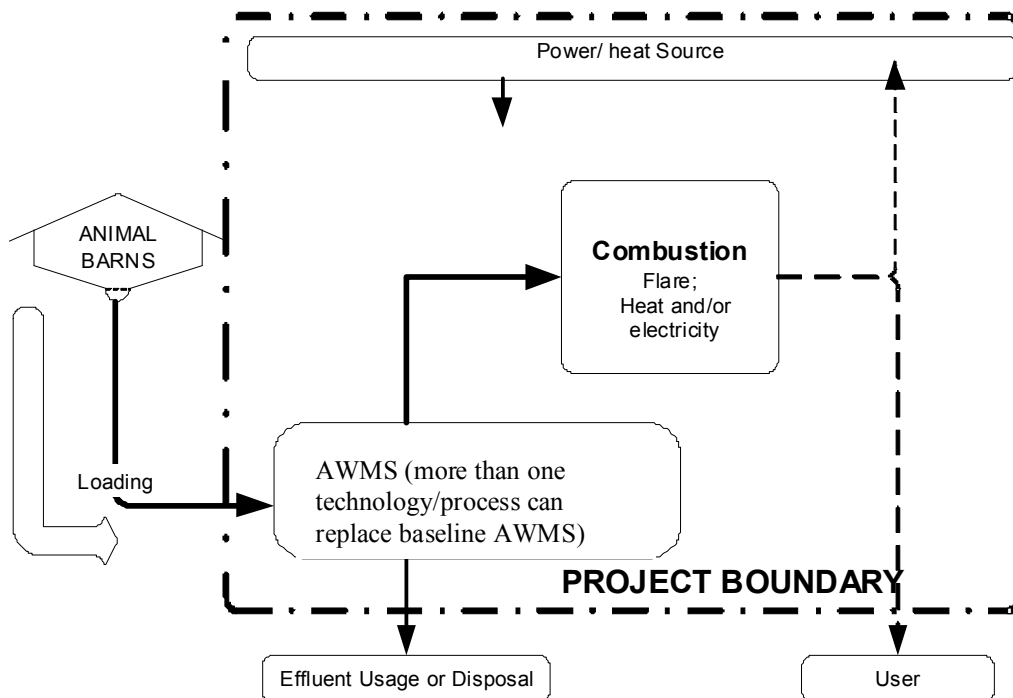 Power/ heat Source
ANIMAL
BARNS
Combustion
Flare;
Heat and/or
electricity
Loading
AWMS (more than one
technology/process can
replace baseline AWMS)
PROJECT BOUNDARY
Effluent Usage or Disposal
User